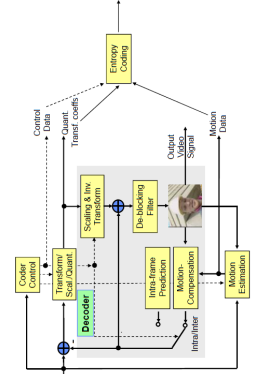 Coder
Control
Control
Data
Transform/
Scal./Quant.
Quant.
Transf. coeffs
-
Decoder
Scaling & Inv.
Transform
Entropy
Coding
De-blocking
Filter
Intra-frame
Prediction
Output
Video
Signal
Motion-
Compensation
Intra/Inter
Motion
Data
Motion
Estimation